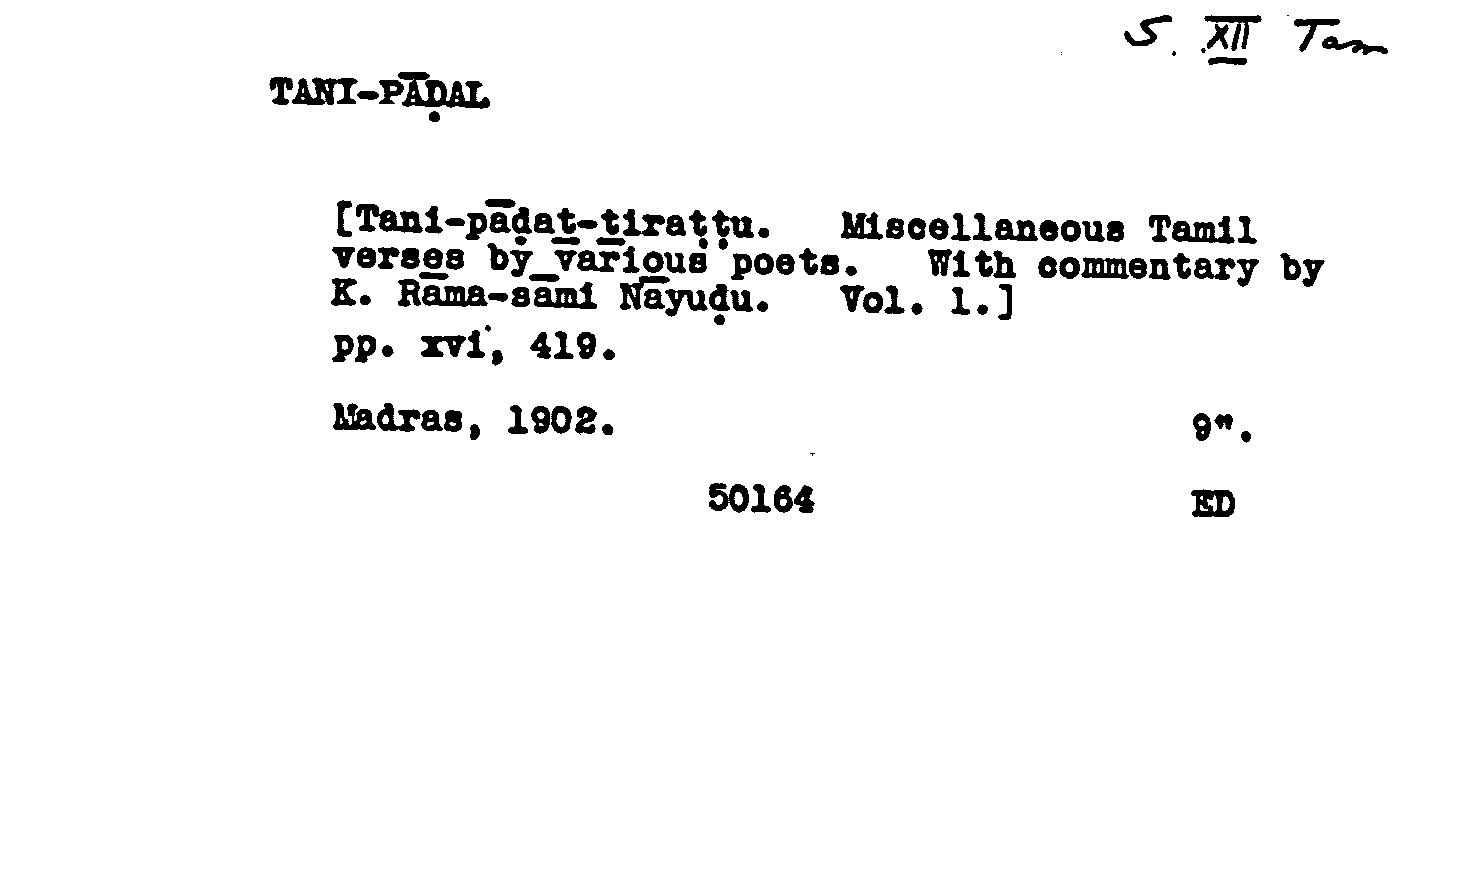 S. XII Tam
TANI-PĀḌAL
[Tani-pāḍaṯ-ṯiraṭṭu. Miscellaneous Tamil
verses by various poets. With commentary by
K. Rāma-sāmi Nāyuḍu. Vol. 1.]
pp. xvi, 419.
Madras, 1902. 9".
50164 ED